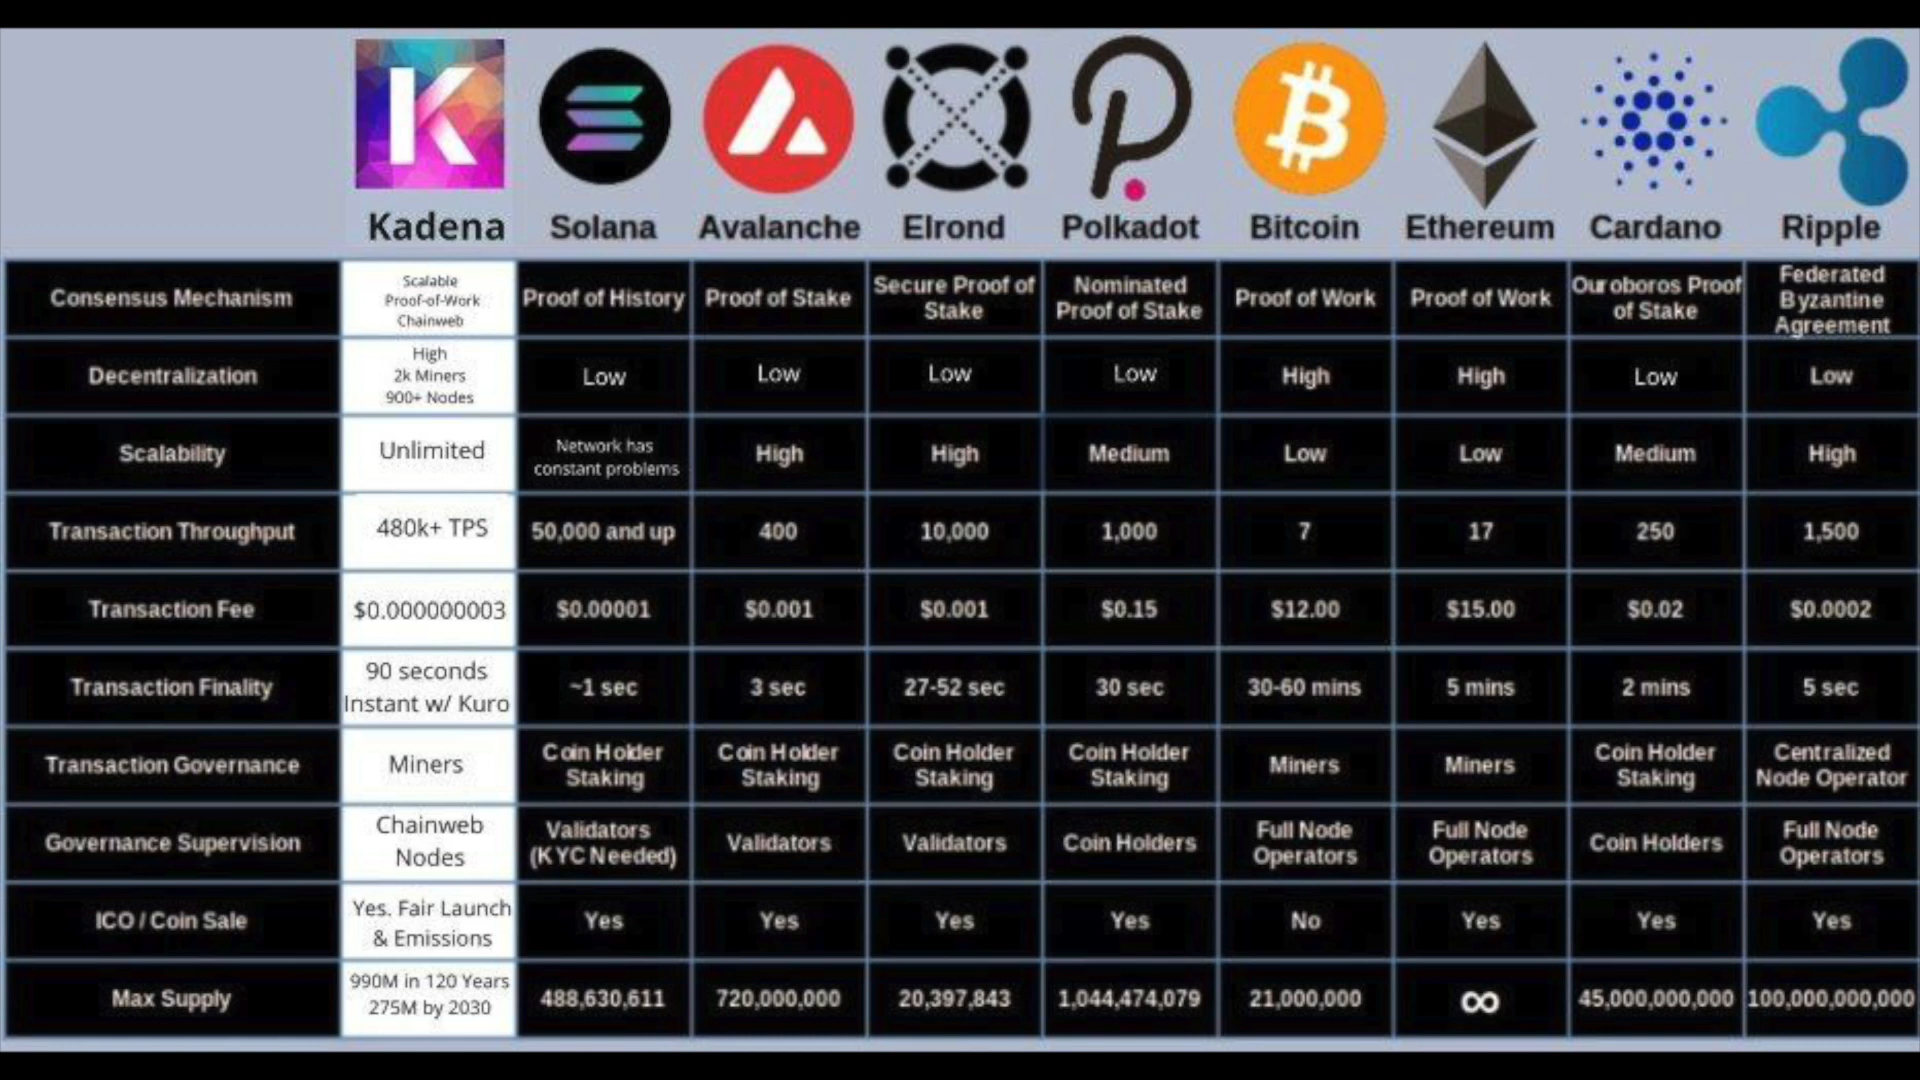 Kadena Solana Avalanche Elrond Polkadot Bitcoin Ethereum Cardano Ripple
Consensus Mechanism
Scalable
Proof-of-Work
Chainweb
Proof of History
Proof of Stake
Secure Proof of
Stake
Nominated
Proof of Stake
Proof of Work
Proof of Work
Ouroboros Proof
of Stake
Federated
Byzantine
Agreement
Decentralization
High
2k Miners
900+ Nodes
Low
Low
Low
Low
High
High
Low
Low
Scalability
Unlimited
Network has
constant problems
High
High
Medium
Low
Low
Medium
High
Transaction Throughput
480k+ TPS
50,000 and up
400
10,000
1,000
7
17
250
1,500
Transaction Fee
$0.000000003
$0.00001
$0.001
$0.001
$0.15
$12.00
$15.00
$0.02
$0.0002
Transaction Finality
90 seconds
Instant w/ Kuro
~1 sec
3 sec
27-52 sec
30 sec
30-60 mins
5 mins
2 mins
5 sec
Transaction Governance
Miners
Coin Holder
Staking
Coin Holder
Staking
Coin Holder
Staking
Coin Holder
Staking
Miners
Miners
Coin Holder
Staking
Centralized
Node Operator
Governance Supervision
Chainweb
Nodes
Validators
(KYC Needed)
Validators
Validators
Coin Holders
Full Node
Operators
Full Node
Operators
Coin Holders
Full Node
Operators
ICO / Coin Sale
Yes. Fair Launch
& Emissions
Yes
Yes
Yes
Yes
No
Yes
Yes
Yes
Max Supply
990M in 120 Years
275M by 2030
488,630,611
720,000,000
20,397,843
1,044,474,079
21,000,000
∞
45,000,000,000
100,000,000,000